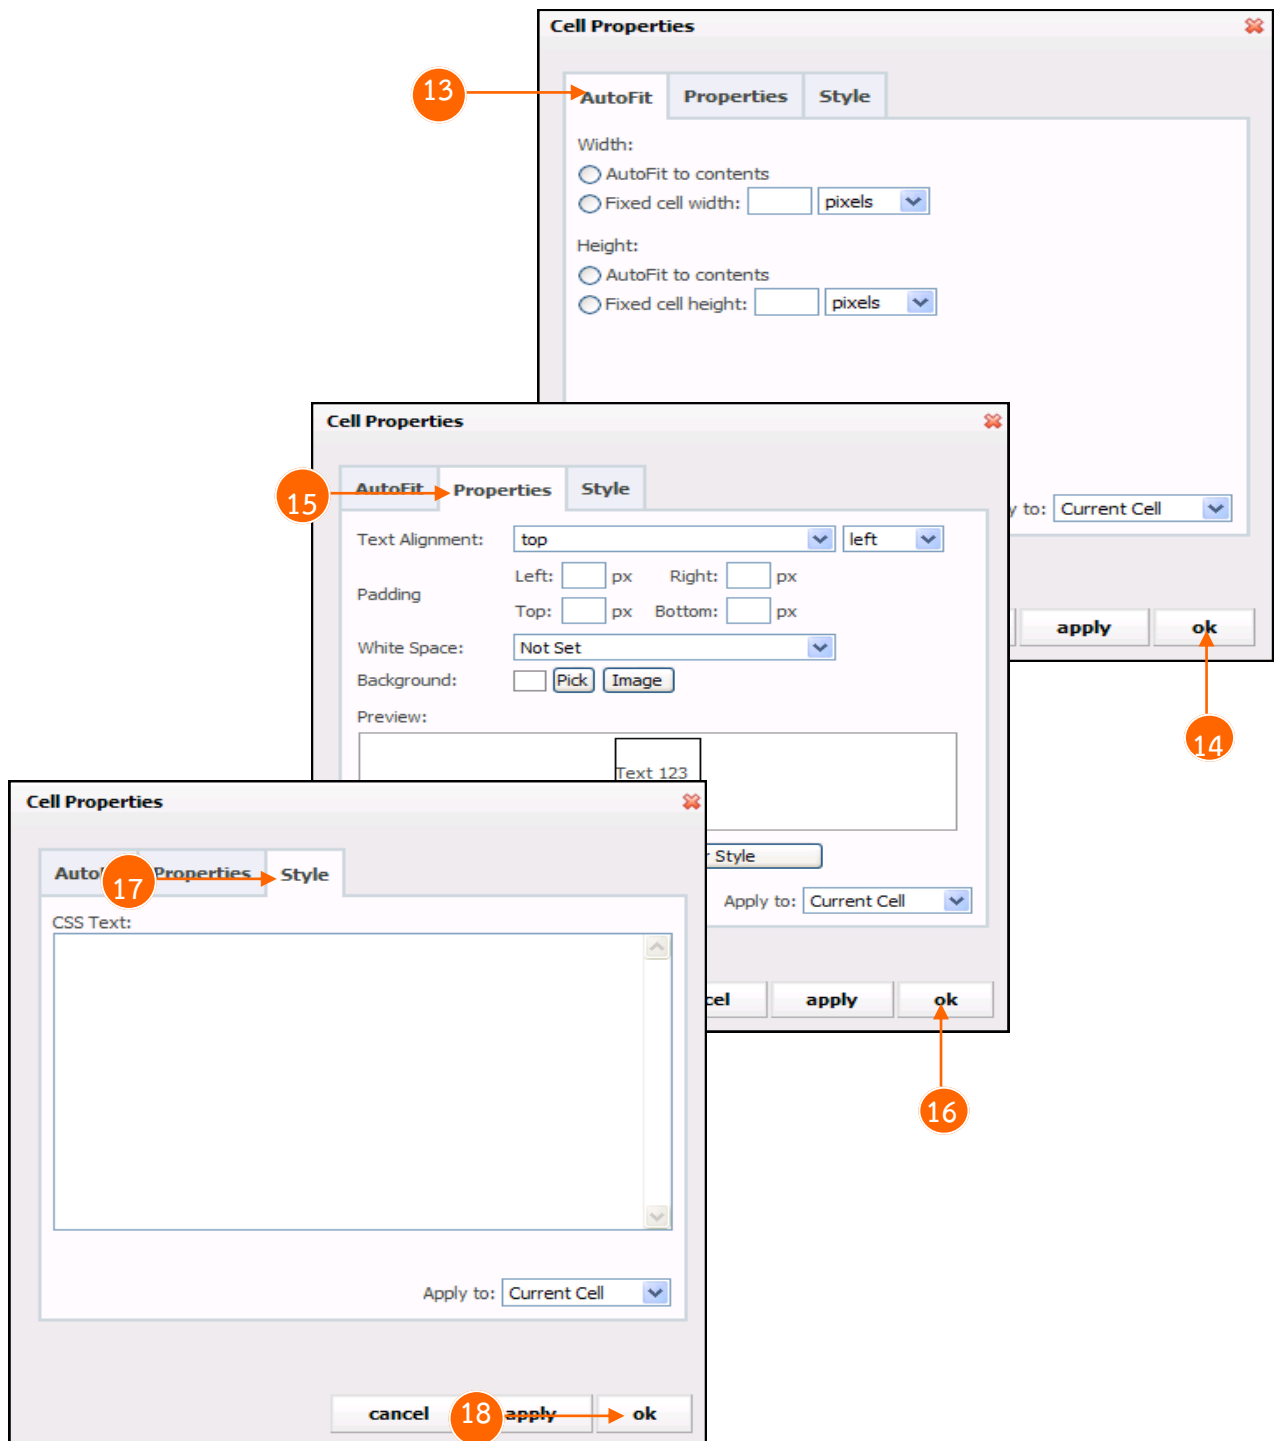 Cell Properties
13
AutoFit Properties Style
Width:
AutoFit to contents
Fixed cell width: pixels
Height:
AutoFit to contents
Fixed cell height: pixels
to: Current Cell
apply ok
14
Cell Properties
15
AutoFit Properties Style
Text Alignment: top left
Padding
Left: px Right: px
Top: px Bottom: px
White Space: Not Set
Background: Pick Image
Preview:
Text 123
Style
Apply to: Current Cell
apply ok
16
Cell Properties
17
Properties Style
CSS Text:
Apply to: Current Cell
cancel 18 apply ok